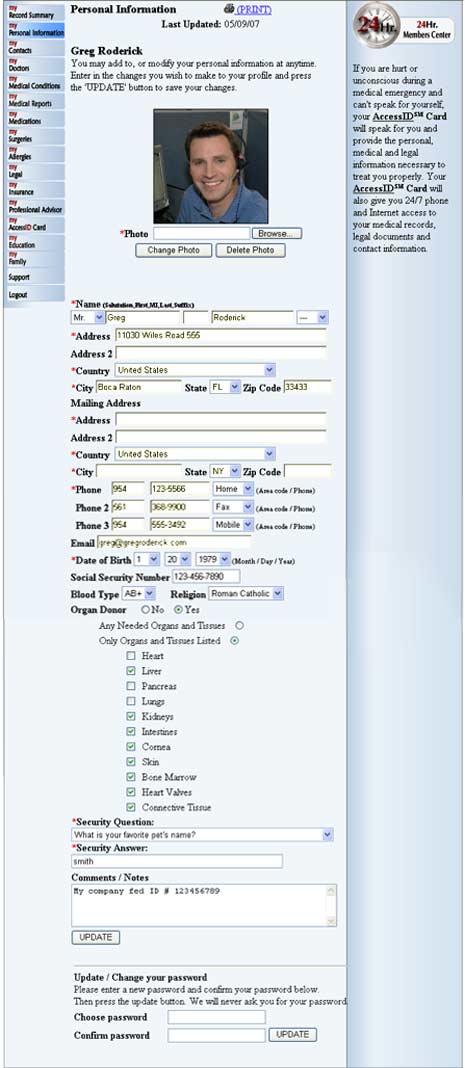 my
Record Summary
my
Personal Information
my
Contacts
my
Doctors
my
Medical Conditions
my
Medical Reports
my
Medications
my
Surgeries
my
Allergies
my
Legal
my
Insurance
my
Professional Advisor
my
AccessID Card
my
Education
my
Family
Support
Logout
Personal Information (PRINT)
Last Updated: 05/09/07
Greg Roderick
You may add to, or modify your personal information at anytime.
Enter in the changes you wish to make to your profile and press
the 'UPDATE' button to save your changes.
*Photo Browse...
Change Photo Delete Photo
*Name (Salutation,First,MI,Last,Suffix)
Mr. Greg Roderick ---
*Address 11030 Wiles Road 555
Address 2
*Country United States
*City Boca Raton State FL Zip Code 33433
Mailing Address
*Address
Address 2
*Country United States
*City State NY Zip Code
*Phone 954 123-5566 Home (Area code / Phone)
Phone 2 561 368-9900 Fax (Area code / Phone)
Phone 3 954 555-3492 Mobile (Area code / Phone)
Email greg@gregroderick.com
*Date of Birth 1 20 1979 (Month / Day / Year)
Social Security Number 123-456-7890
Blood Type AB+ Religion Roman Catholic
Organ Donor No Yes
Any Needed Organs and Tissues
Only Organs and Tissues Listed
Heart
Liver
Pancreas
Lungs
Kidneys
Intestines
Cornea
Skin
Bone Marrow
Heart Valves
Connective Tissue
*Security Question:
What is your favorite pet's name?
*Security Answer:
smith
Comments / Notes
My company fed ID # 123456789
UPDATE
Update / Change your password
Please enter a new password and confirm your password below.
Then press the update button. We will never ask you for your password
Choose password
Confirm password UPDATE
24Hr.
24Hr.
Members Center
If you are hurt or
unconscious during a
medical emergency and
can't speak for yourself,
your AccessID℠ Card
will speak for you and
provide the personal,
medical and legal
information necessary to
treat you properly. Your
AccessID℠ Card will
also give you 24/7 phone
and Internet access to
your medical records,
legal documents and
contact information.